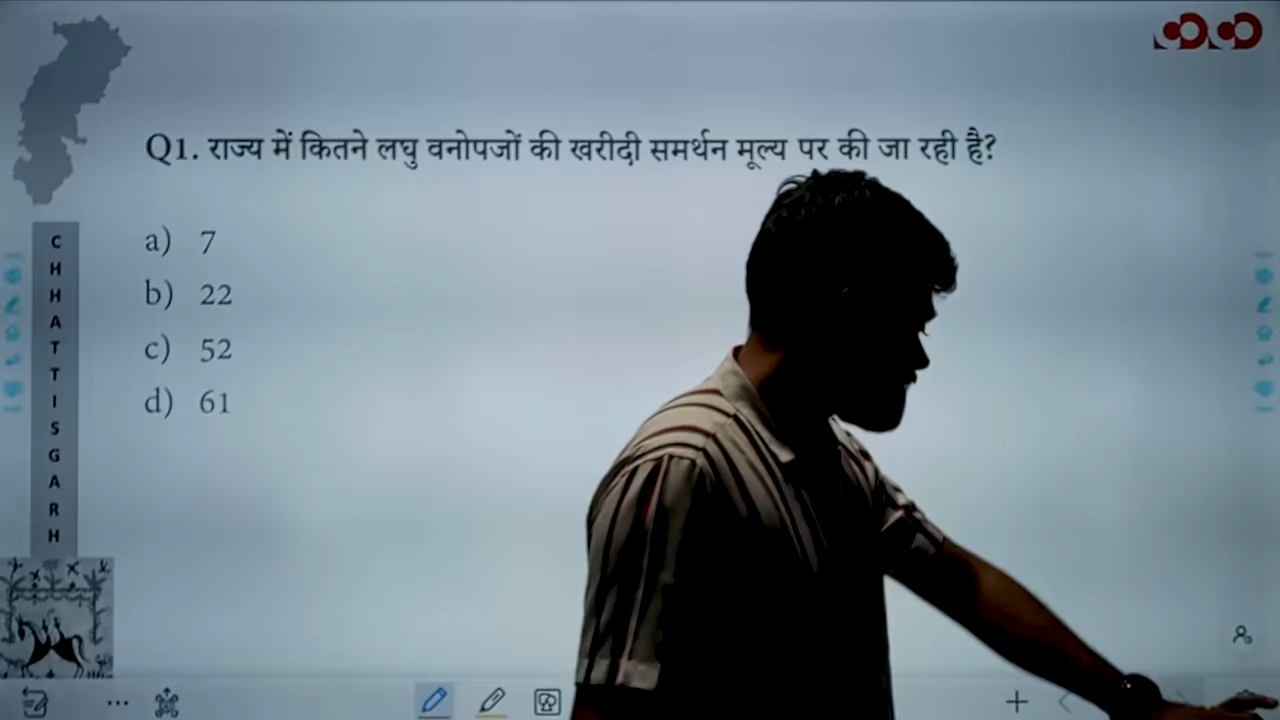 Q1. राज्य में कितने लघु वनोपजों की खरीदी समर्थन मूल्य पर की जा रही है?
a) 7
b) 22
c) 52
d) 61
CHHATTISGARH